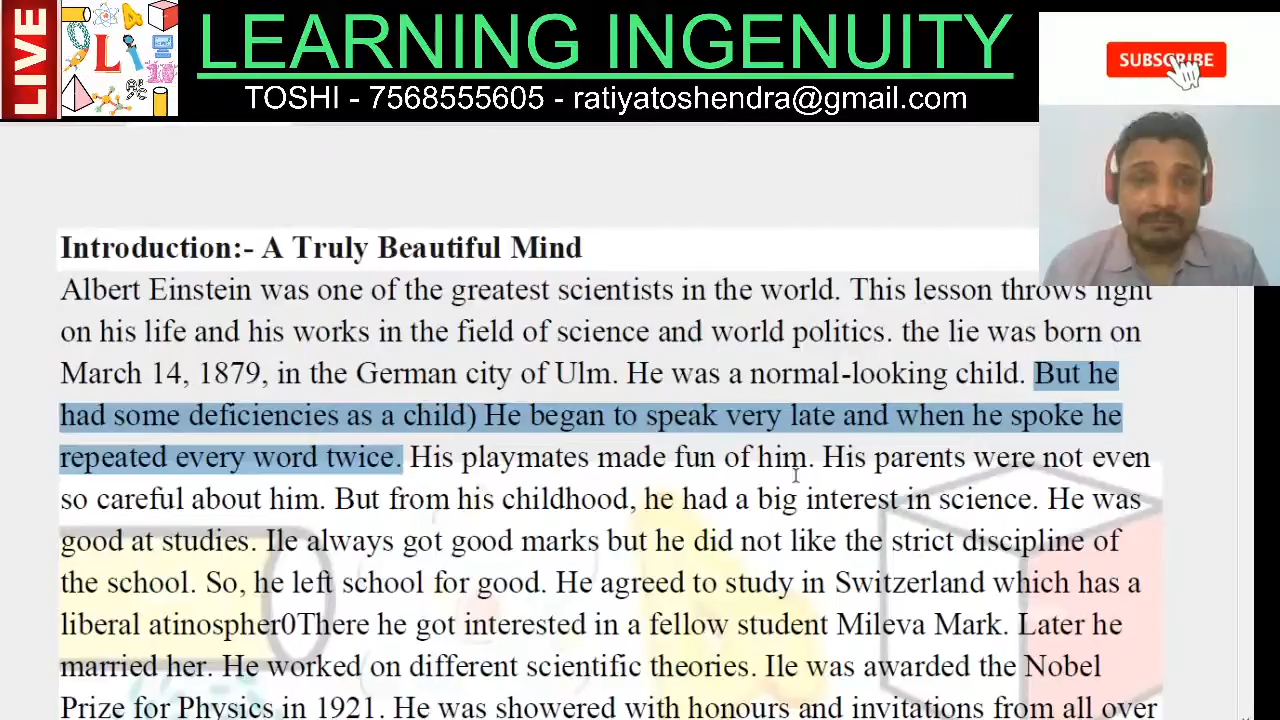 LIVE
LEARNING INGENUITY
TOSHI - 7568555605 - ratiyatoshendra@gmail.com
SUBSCRIBE
Introduction:- A Truly Beautiful Mind
Albert Einstein was one of the greatest scientists in the world. This lesson throws light
on his life and his works in the field of science and world politics. the lie was born on
March 14, 1879, in the German city of Ulm. He was a normal-looking child. But he
had some deficiencies as a child) He began to speak very late and when he spoke he
repeated every word twice. His playmates made fun of him. His parents were not even
so careful about him. But from his childhood, he had a big interest in science. He was
good at studies. Ile always got good marks but he did not like the strict discipline of
the school. So, he left school for good. He agreed to study in Switzerland which has a
liberal atinospher0There he got interested in a fellow student Mileva Mark. Later he
married her. He worked on different scientific theories. Ile was awarded the Nobel
Prize for Physics in 1921. He was showered with honours and invitations from all over